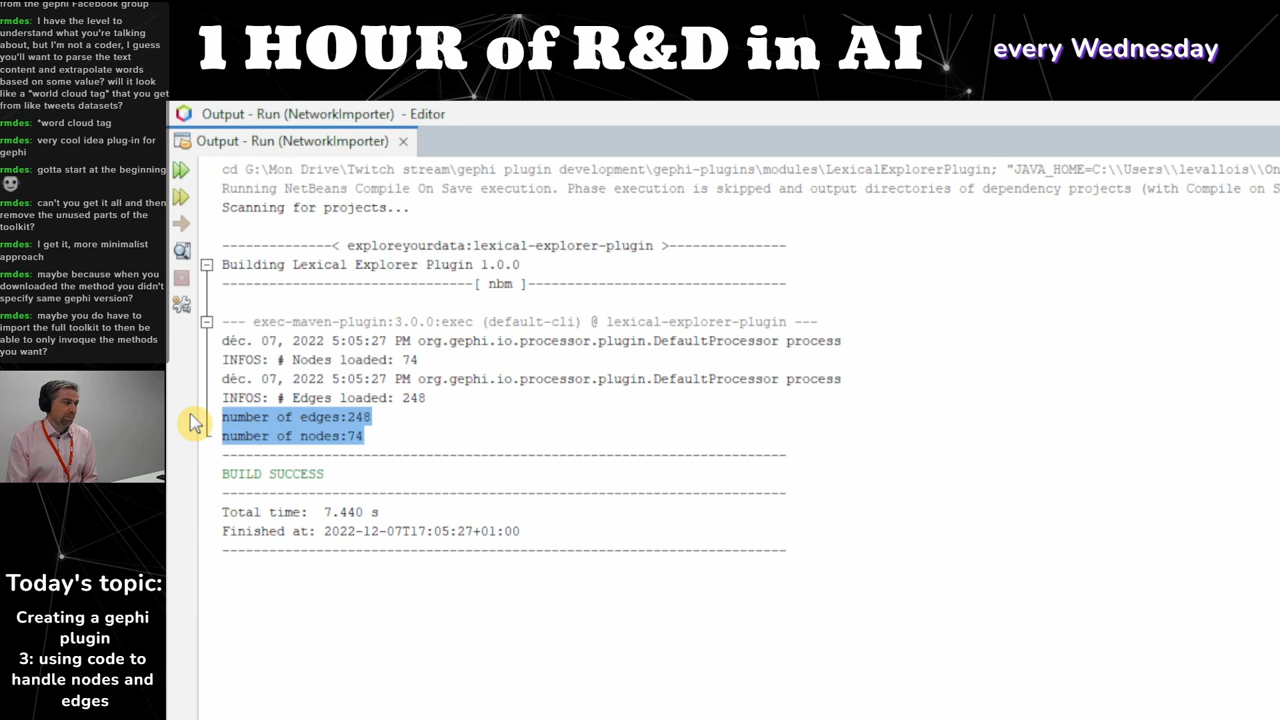 1 HOUR of R&D in AI
every Wednesday
from the gephi Facebook group
rmdes: I have the level to
understand what you're talking
about, but I'm not a coder, I guess
you'll want to parse the text
content and extrapolate words
based on some value? will it look
like a "world cloud tag" that you get
from like tweets datasets?
rmdes: *word cloud tag
rmdes: very cool idea plug-in for
gephi
rmdes: gotta start at the beginning
rmdes: can't you get it all and then
remove the unused parts of the
toolkit?
rmdes: I get it, more minimalist
approach
rmdes: maybe because when you
downloaded the method you didn't
specify same gephi version?
rmdes: maybe you do have to
import the full toolkit to then be
able to only invoque the methods
you want?
Today's topic:
Creating a gephi
plugin
3: using code to
handle nodes and
edges
Output - Run (NetworkImporter) - Editor
Output - Run (NetworkImporter)
cd G:\Mon Drive\Twitch stream\gephi plugin development\gephi-plugins\modules\LexicalExplorerPlugin; "JAVA_HOME=C:\\Users\\levallois\\On
Running NetBeans Compile On Save execution. Phase execution is skipped and output directories of dependency projects (with Compile on S
Scanning for projects...
--------------< exploreyourdata:lexical-explorer-plugin >---------------
Building Lexical Explorer Plugin 1.0.0
--------------------------------[ nbm ]---------------------------------
--- exec-maven-plugin:3.0.0:exec (default-cli) @ lexical-explorer-plugin ---
déc. 07, 2022 5:05:27 PM org.gephi.io.processor.plugin.DefaultProcessor process
INFOS: # Nodes loaded: 74
déc. 07, 2022 5:05:27 PM org.gephi.io.processor.plugin.DefaultProcessor process
INFOS: # Edges loaded: 248
number of edges:248
number of nodes:74
------------------------------------------------------------------------
BUILD SUCCESS
------------------------------------------------------------------------
Total time:  7.440 s
Finished at: 2022-12-07T17:05:27+01:00
------------------------------------------------------------------------